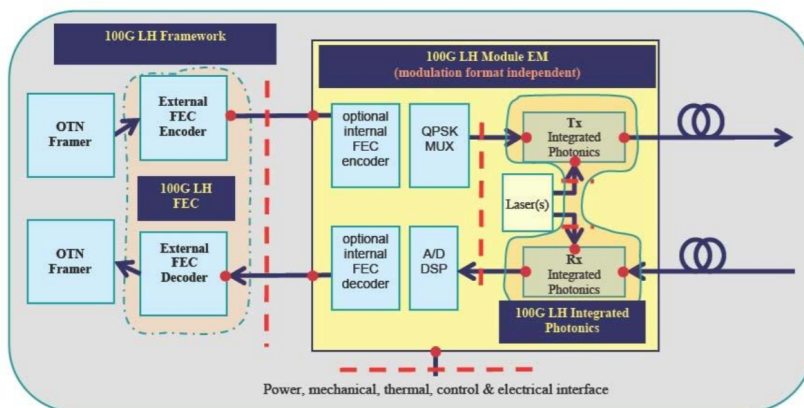 100G LH Framework
100G LH Module EM
(modulation format independent)
OTN
Framer
External
FEC
Encoder
optional
internal
FEC
encoder
QPSK
MUX
Tx
Integrated
Photonics
100G LH
FEC
Laser(s)
OTN
Framer
External
FEC
Decoder
optional
internal
FEC
decoder
A/D
DSP
Rx
Integrated
Photonics
100G LH Integrated
Photonics
Power, mechanical, thermal, control & electrical interface